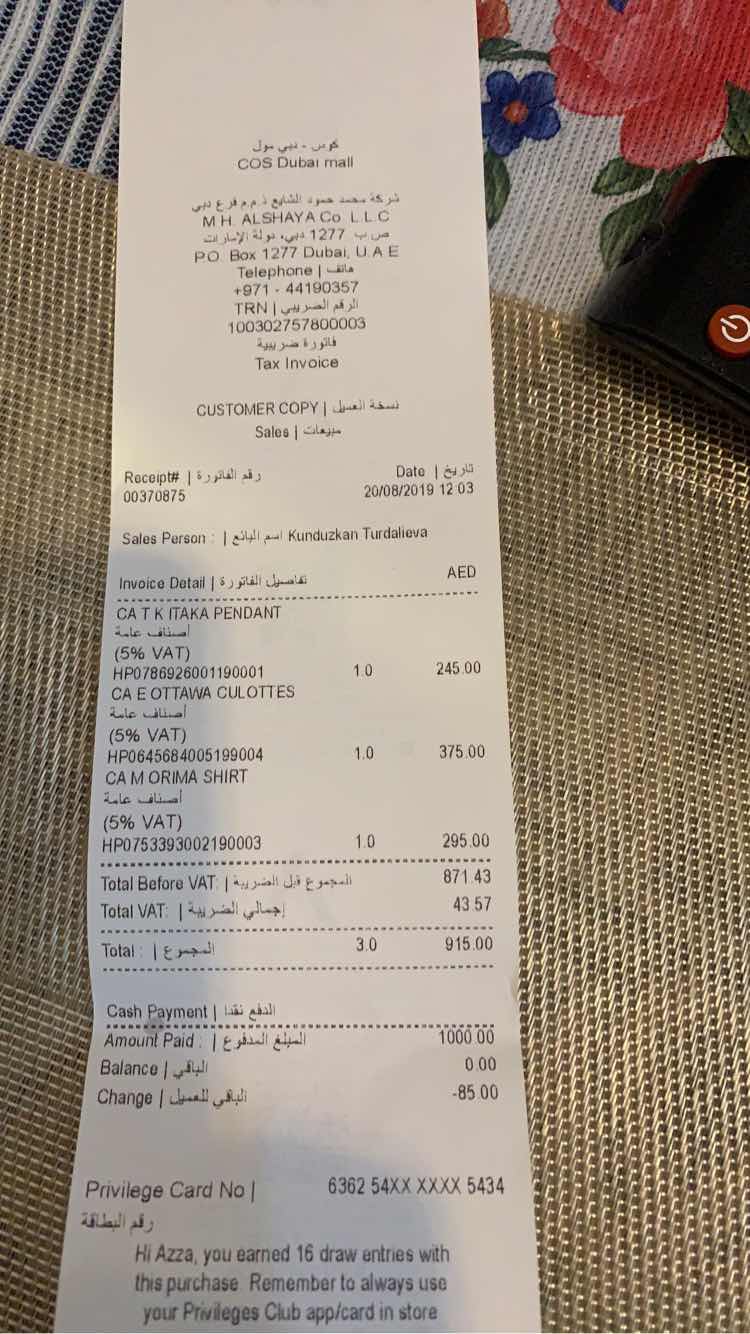 كوس - دبي مول
COS Dubai mall
شركة محمد حمود الشايع ذ.م.م فرع دبي
M.H. ALSHAYA Co. L.L.C
ص.ب 1277 دبي، دولة الإمارات
P.O. Box 1277 Dubai, U.A.E
Telephone | هاتف
+971 - 44190357
TRN | الرقم الضريبي
100302757800003
فاتورة ضريبية
Tax Invoice
CUSTOMER COPY | نسخة العميل
Sales | مبيعات
Receipt# | رقم الفاتورة Date | تاريخ
00370875 20/08/2019 12:03
Sales Person : | اسم البائع Kunduzkan Turdalieva
Invoice Detail | تفاصيل الفاتورة AED
CA T K ITAKA PENDANT
أصناف عامة
(5% VAT)
HP0786926001190001 1.0 245.00
CA E OTTAWA CULOTTES
أصناف عامة
(5% VAT)
HP0645684005199004 1.0 375.00
CA M ORIMA SHIRT
أصناف عامة
(5% VAT)
HP0753393002190003 1.0 295.00
Total Before VAT: | المجموع قبل الضريبة 871.43
Total VAT: | إجمالي الضريبة 43.57
Total : | المجموع 3.0 915.00
Cash Payment | الدفع نقدا
Amount Paid : | المبلغ المدفوع 1000.00
Balance | الباقي 0.00
Change | الباقي للعميل -85.00
Privilege Card No | 6362 54XX XXXX 5434
رقم البطاقة
Hi Azza, you earned 16 draw entries with
this purchase. Remember to always use
your Privileges Club app/card in store